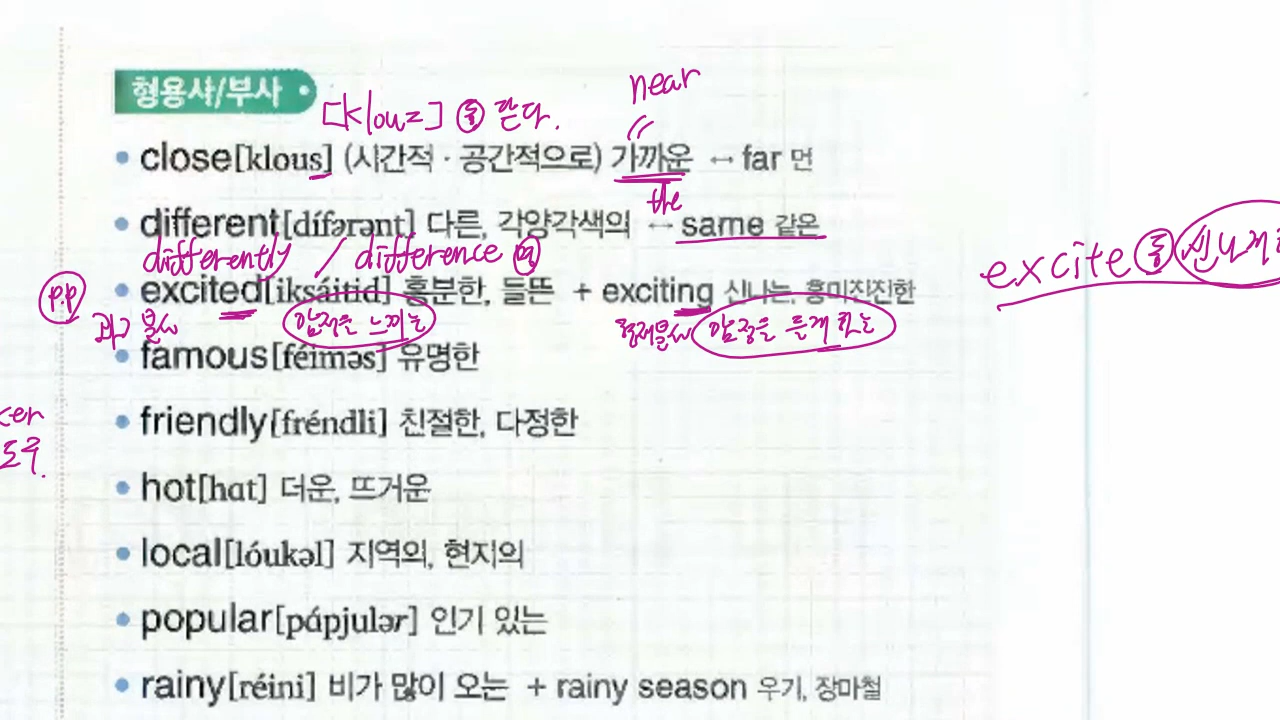 형용사/부사
near
[klouz] 동 닫다.
close[klous] (시간적 · 공간적으로) 가까운 ↔ far 먼
the
different[dífərənt] 다른, 각양각색의 ↔ same 같은
differently / difference 명
excite 동 신나게
p.p
excited[iksáitid] 흥분한, 들뜬 + exciting 신나는, 흥미진진한
과거 분사 감정을 느끼는 현재분사 감정을 느끼게 하는
famous[féiməs] 유명한
friendly[fréndli] 친절한, 다정한
hot[hɑt] 더운, 뜨거운
local[lóukəl] 지역의, 현지의
popular[pápjulər] 인기 있는
rainy[réini] 비가 많이 오는 + rainy season 우기, 장마철